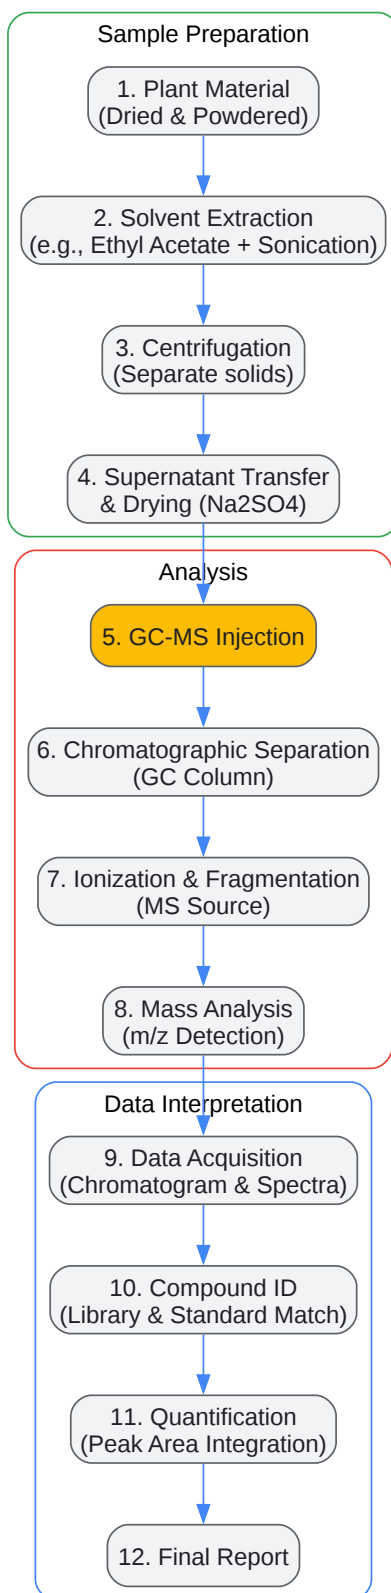 Sample Preparation
1. Plant Material
(Dried & Powdered)
2. Solvent Extraction
(e.g., Ethyl Acetate + Sonication)
3. Centrifugation
(Separate solids)
4. Supernatant Transfer
& Drying (Na2SO4)
Analysis
5. GC-MS Injection
6. Chromatographic Separation
(GC Column)
7. Ionization & Fragmentation
(MS Source)
8. Mass Analysis
(m/z Detection)
Data Interpretation
9. Data Acquisition
(Chromatogram & Spectra)
10. Compound ID
(Library & Standard Match)
11. Quantification
(Peak Area Integration)
12. Final Report